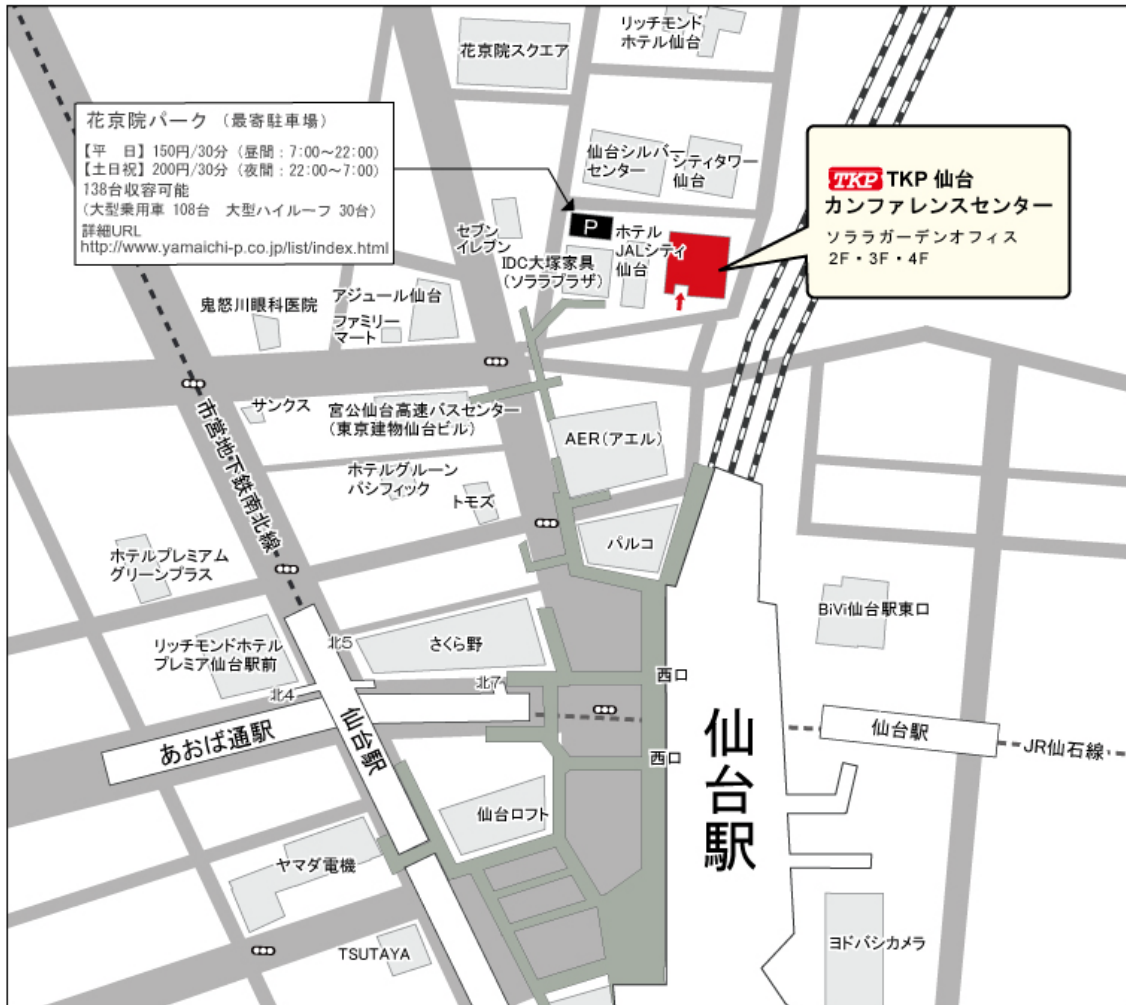 リッチモンド
ホテル仙台
花京院スクエア
花京院パーク (最寄駐車場)
【平 日】150円/30分 (昼間:7:00~22:00)
【土日祝】200円/30分 (夜間:22:00~7:00)
138台収容可能
(大型乗用車 108台 大型ハイルーフ 30台)
詳細URL
http://www.yamaichi-p.co.jp/list/index.html
仙台シルバー
センター
シティタワー
仙台
TKP TKP 仙台
カンファレンスセンター
ソララガーデンオフィス
2F・3F・4F
P
セブン
イレブン
ホテル
JALシティ
仙台
IDC大塚家具
(ソララプラザ)
鬼怒川眼科医院
アジュール仙台
ファミリー
マート
サンクス
宮公仙台高速バスセンター
(東京建物仙台ビル)
AER(アエル)
市営地下鉄南北線
ホテルグルーン
パシフィック
トモズ
パルコ
ホテルプレミアム
グリーンプラス
BiVi仙台駅東口
リッチモンドホテル
プレミア仙台駅前
北5
さくら野
北4
北7
西口
あおば通駅
仙台駅
西口
仙台駅
仙台駅
JR仙石線
仙台ロフト
ヤマダ電機
TSUTAYA
ヨドバシカメラ